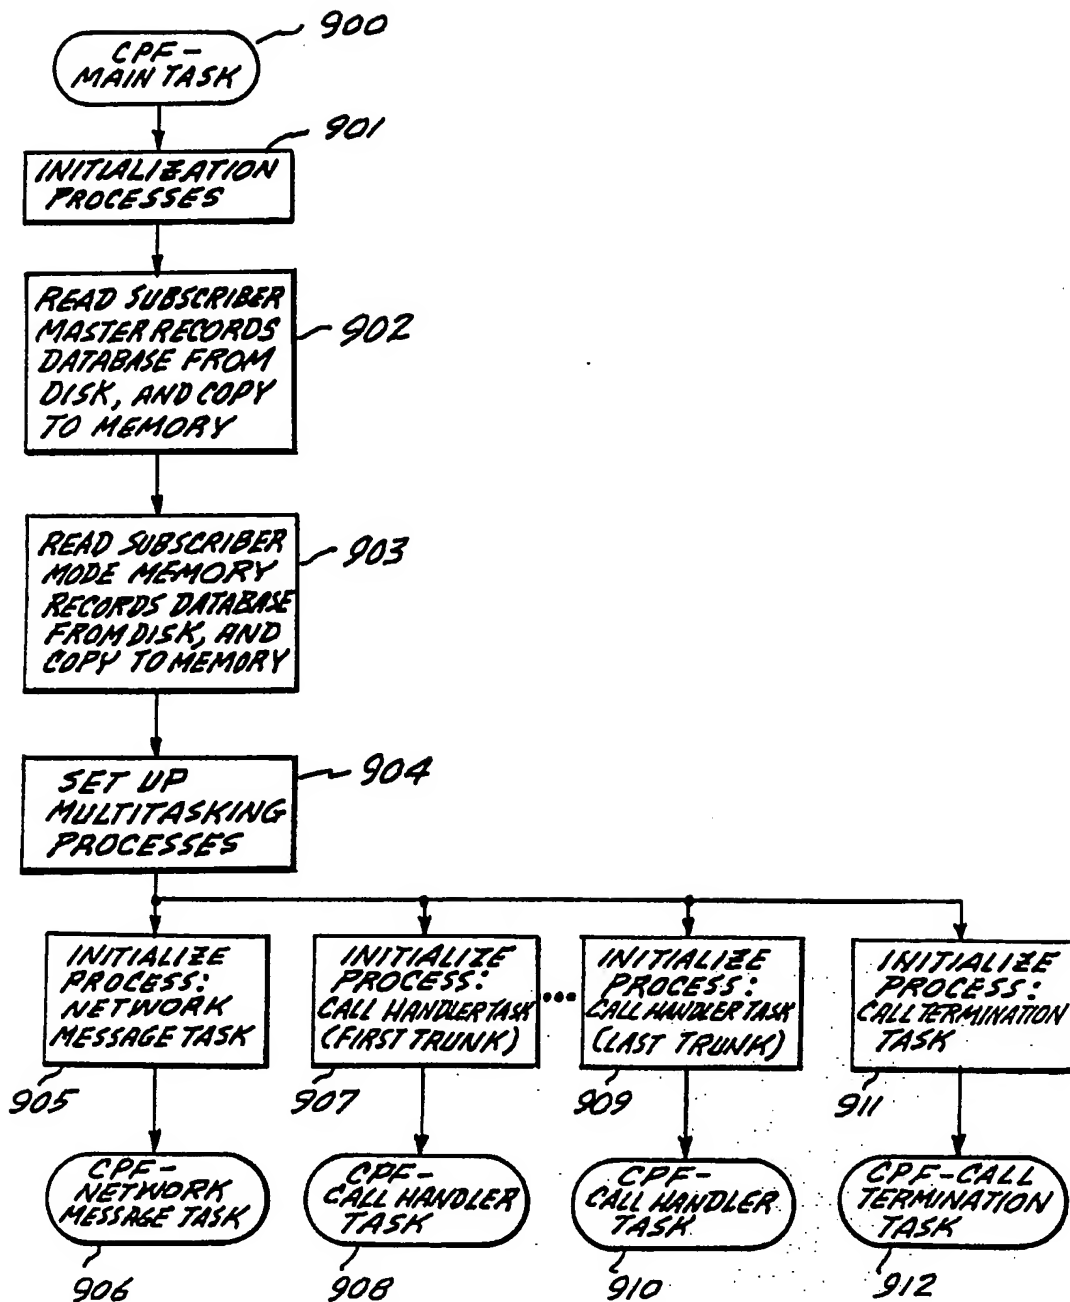 CPF-
MAIN TASK
900
INITIALIZATION
PROCESSES
901
READ SUBSCRIBER
MASTER RECORDS
DATABASE FROM
DISK, AND COPY
TO MEMORY
902
READ SUBSCRIBER
MODE MEMORY
RECORDS DATABASE
FROM DISK, AND
COPY TO MEMORY
903
SET UP
MULTITASKING
PROCESSES
904
INITIALIZE
PROCESS:
NETWORK
MESSAGE TASK
905
INITIALIZE
PROCESS:
CALL HANDLER TASK
(FIRST TRUNK)
907
•••
INITIALIZE
PROCESS:
CALL HANDLER TASK
(LAST TRUNK)
909
INITIALIZE
PROCESS:
CALL TERMINATION
TASK
911
CPF-
NETWORK
MESSAGE TASK
906
CPF-
CALL HANDLER
TASK
908
CPF-
CALL HANDLER
TASK
910
CPF-CALL
TERMINATION
TASK
912